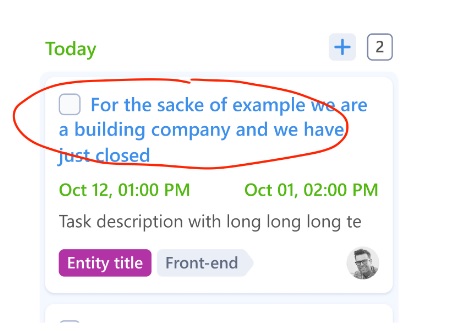 Today
2
For the sacke of example we are
a building company and we have
just closed
Oct 12, 01:00 PM Oct 01, 02:00 PM
Task description with long long long te
Entity title Front-end